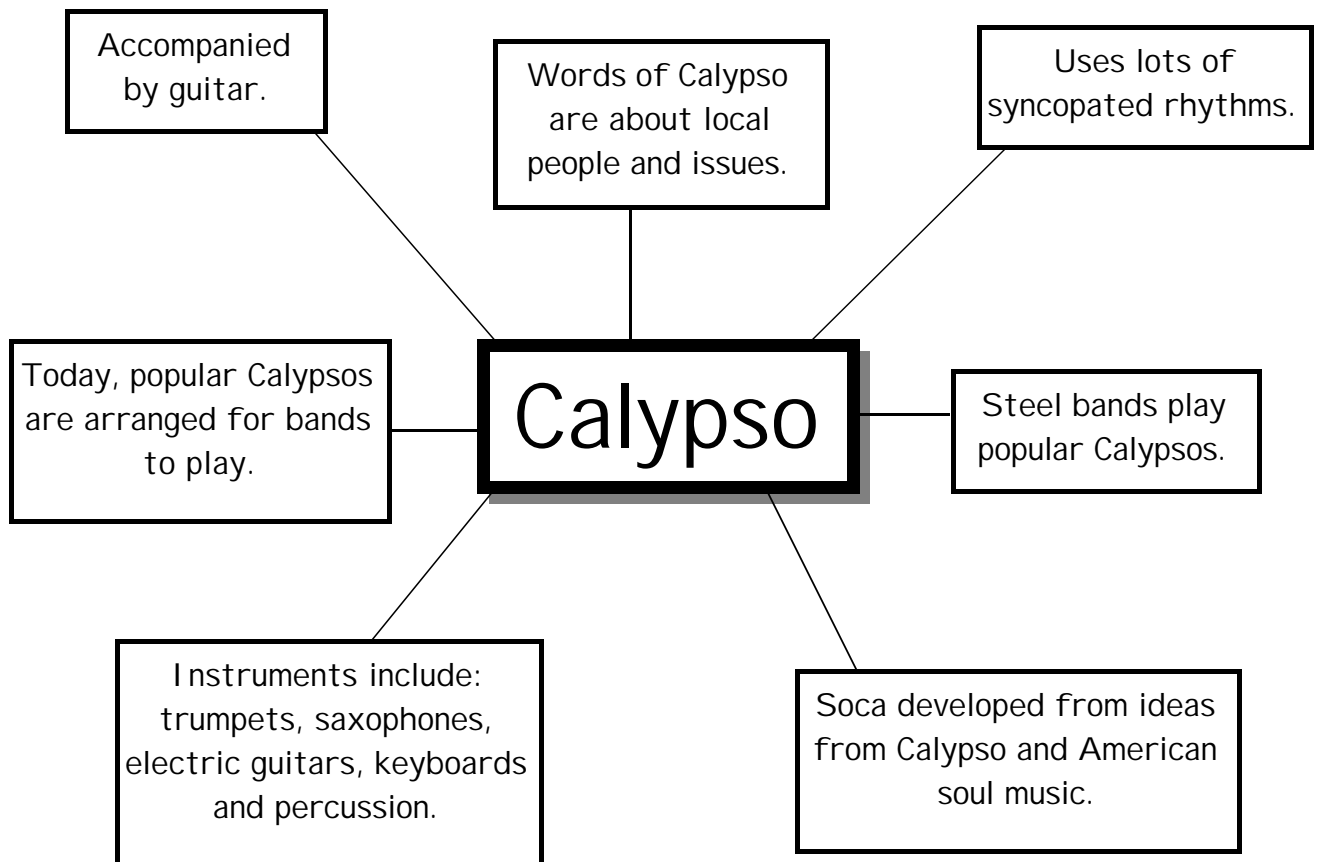 Accompanied
by guitar.
Words of Calypso
are about local
people and issues.
Uses lots of
syncopated rhythms.
Today, popular Calypsos
are arranged for bands
to play.
Calypso
Steel bands play
popular Calypsos.
Instruments include:
trumpets, saxophones,
electric guitars, keyboards
and percussion.
Soca developed from ideas
from Calypso and American
soul music.